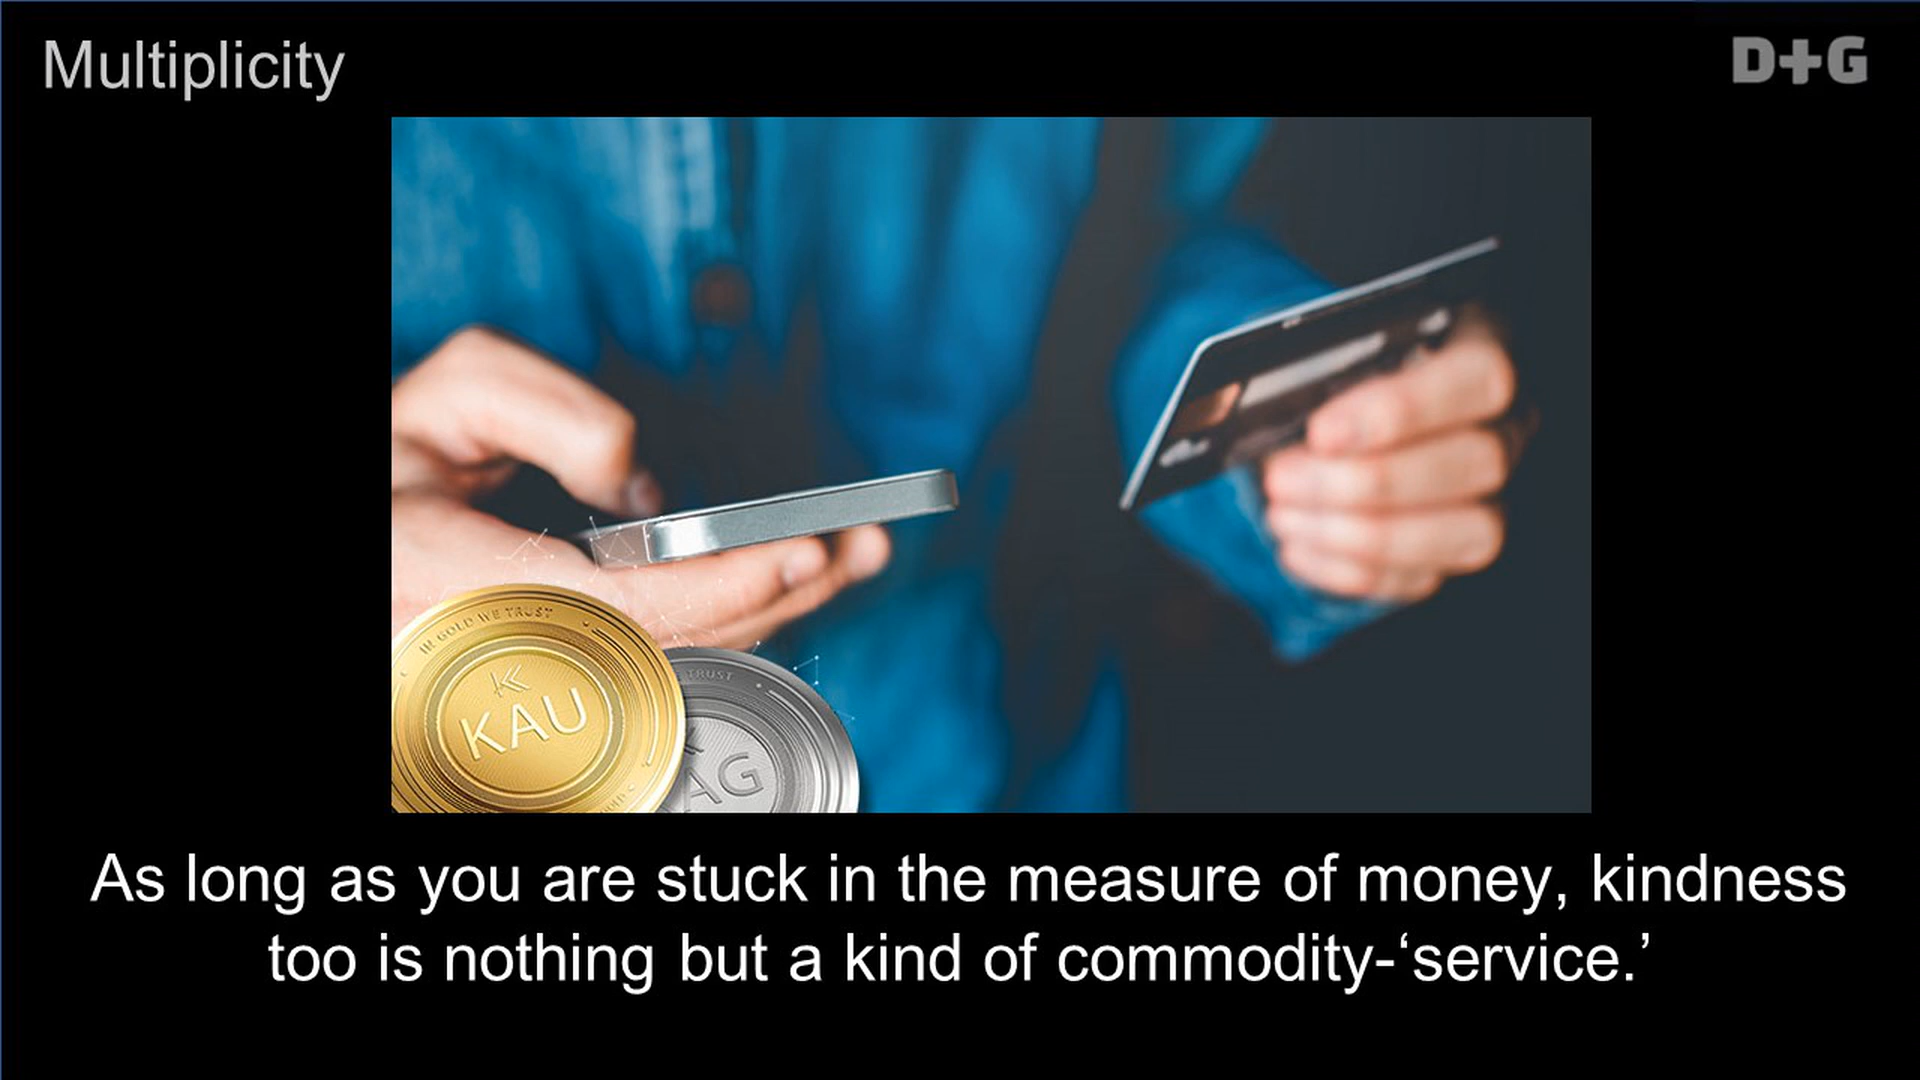 Multiplicity
D+G
IN GOLD WE TRUST
KAU
TRUST
AG
As long as you are stuck in the measure of money, kindness
too is nothing but a kind of commodity-‘service.’